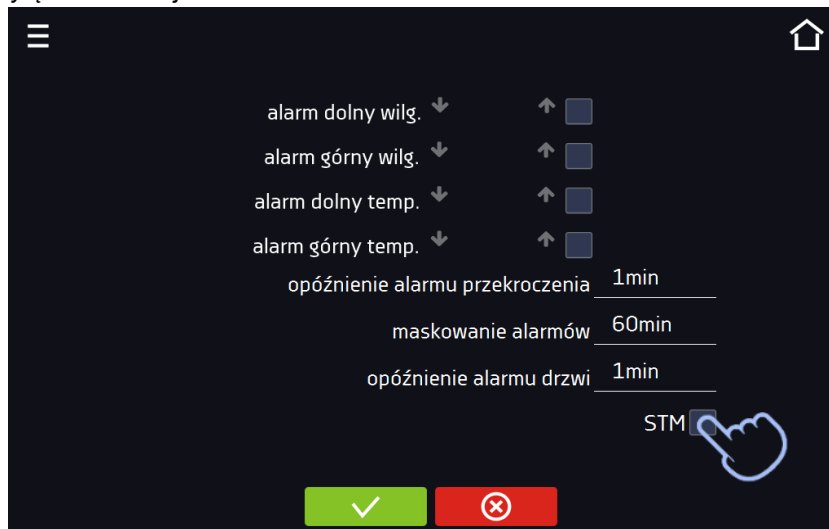 alarm dolny wilg.
alarm górny wilg.
alarm dolny temp.
alarm górny temp.
opóźnienie alarmu przekroczenia 1min
maskowanie alarmów 60min
opóźnienie alarmu drzwi 1min
STM